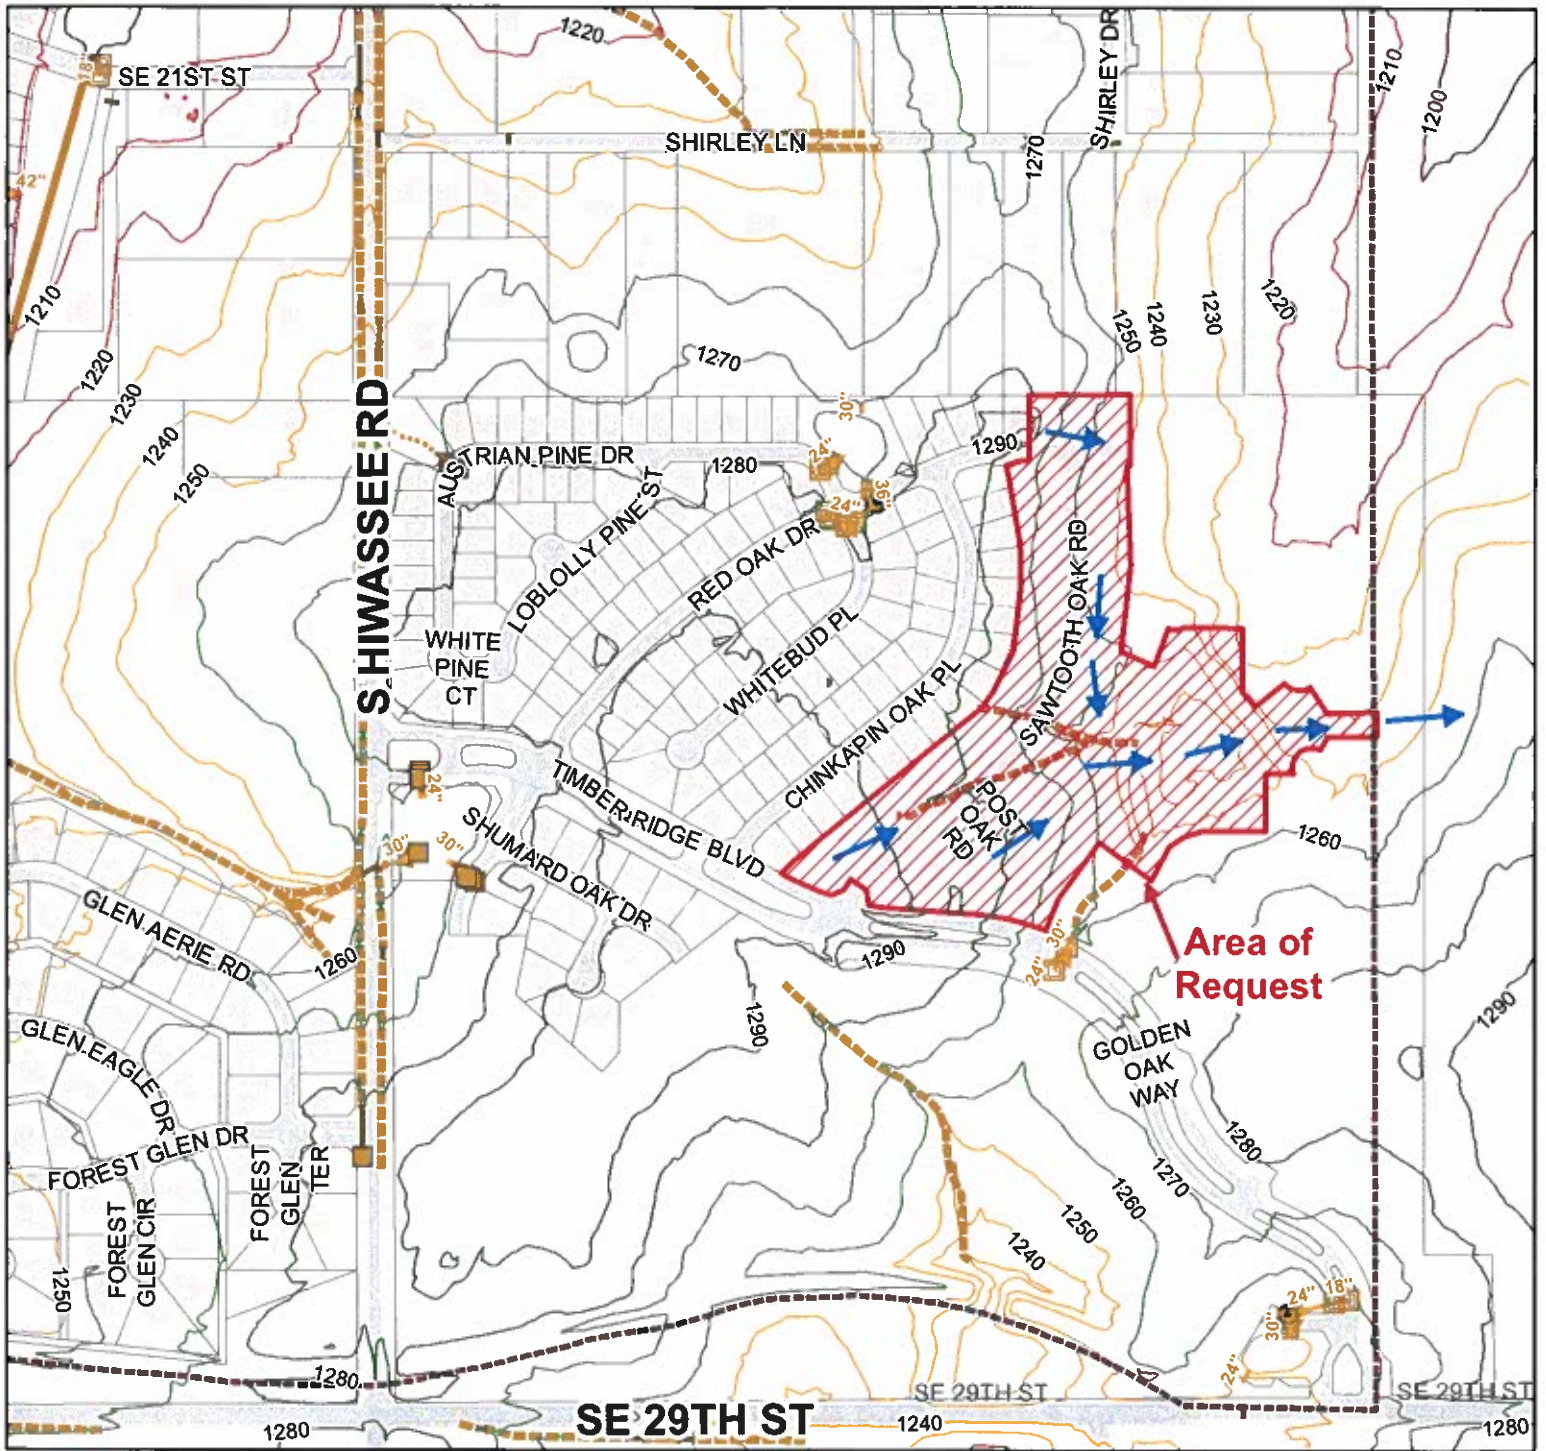 1220
1210
1200
18"
SE 21ST ST
SHIRLEY DR
SHIRLEY LN
1270
42"
1210
1220
1230
1240
1250
1250
1240
1230
1220
1270
S HIWASSEE RD
30"
AUSTRIAN PINE DR
1280
24"
36"
24"
1290
LOBLOLLY PINE ST
RED OAK DR
WHITEBUD PL
CHINKAPIN OAK PL
SAWTOOTH OAK RD
WHITE
PINE
CT
TIMBER RIDGE BLVD
24"
30"
30"
SHUMARD OAK DR
POST
OAK
RD
1260
GLEN AERIE RD
1260
1290
30"
24"
Area of
Request
1290
1290
GLEN EAGLE DR
GOLDEN
OAK
WAY
FOREST GLEN DR
FOREST
GLEN
TER
FOREST
GLEN CIR
1250
1280
1270
1260
1250
1240
24"
18"
30"
24"
1280
SE 29TH ST
SE 29TH ST
SE 29TH ST
1280
1240
1280